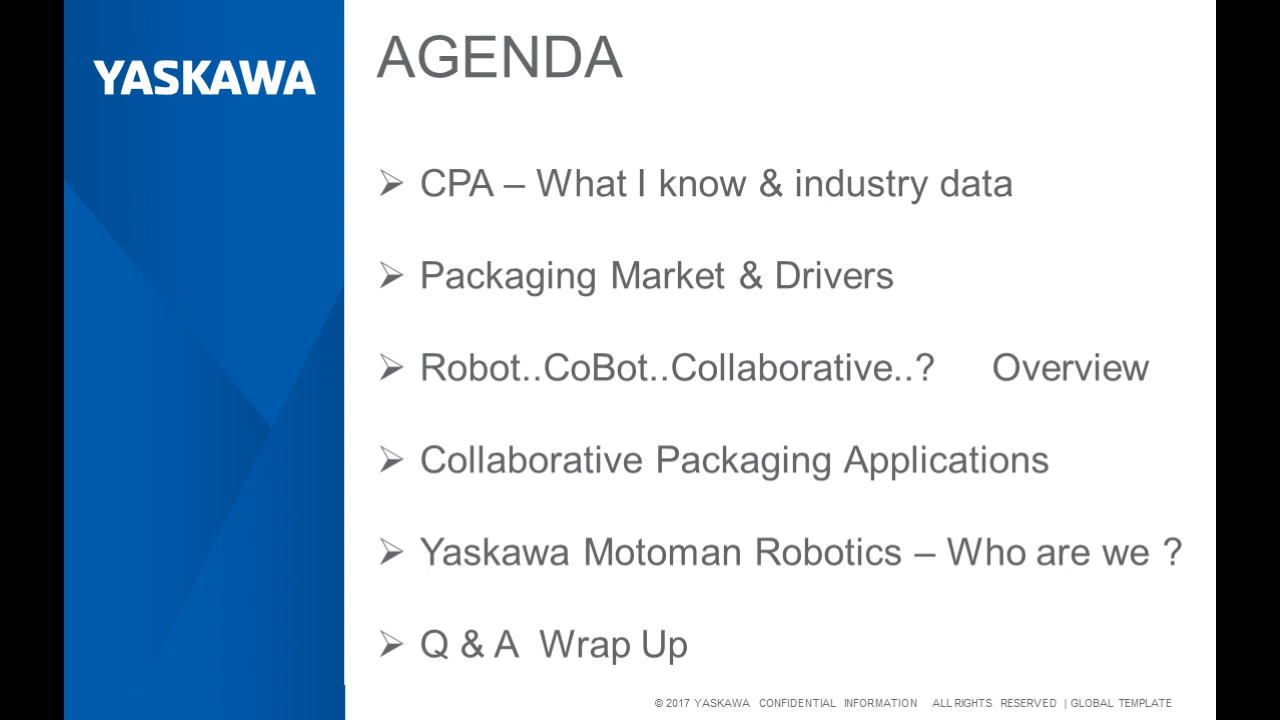 YASKAWA
AGENDA
➢ CPA – What I know & industry data
➢ Packaging Market & Drivers
➢ Robot..CoBot..Collaborative..? Overview
➢ Collaborative Packaging Applications
➢ Yaskawa Motoman Robotics – Who are we ?
➢ Q & A Wrap Up
© 2017 YASKAWA CONFIDENTIAL INFORMATION ALL RIGHTS RESERVED | GLOBAL TEMPLATE